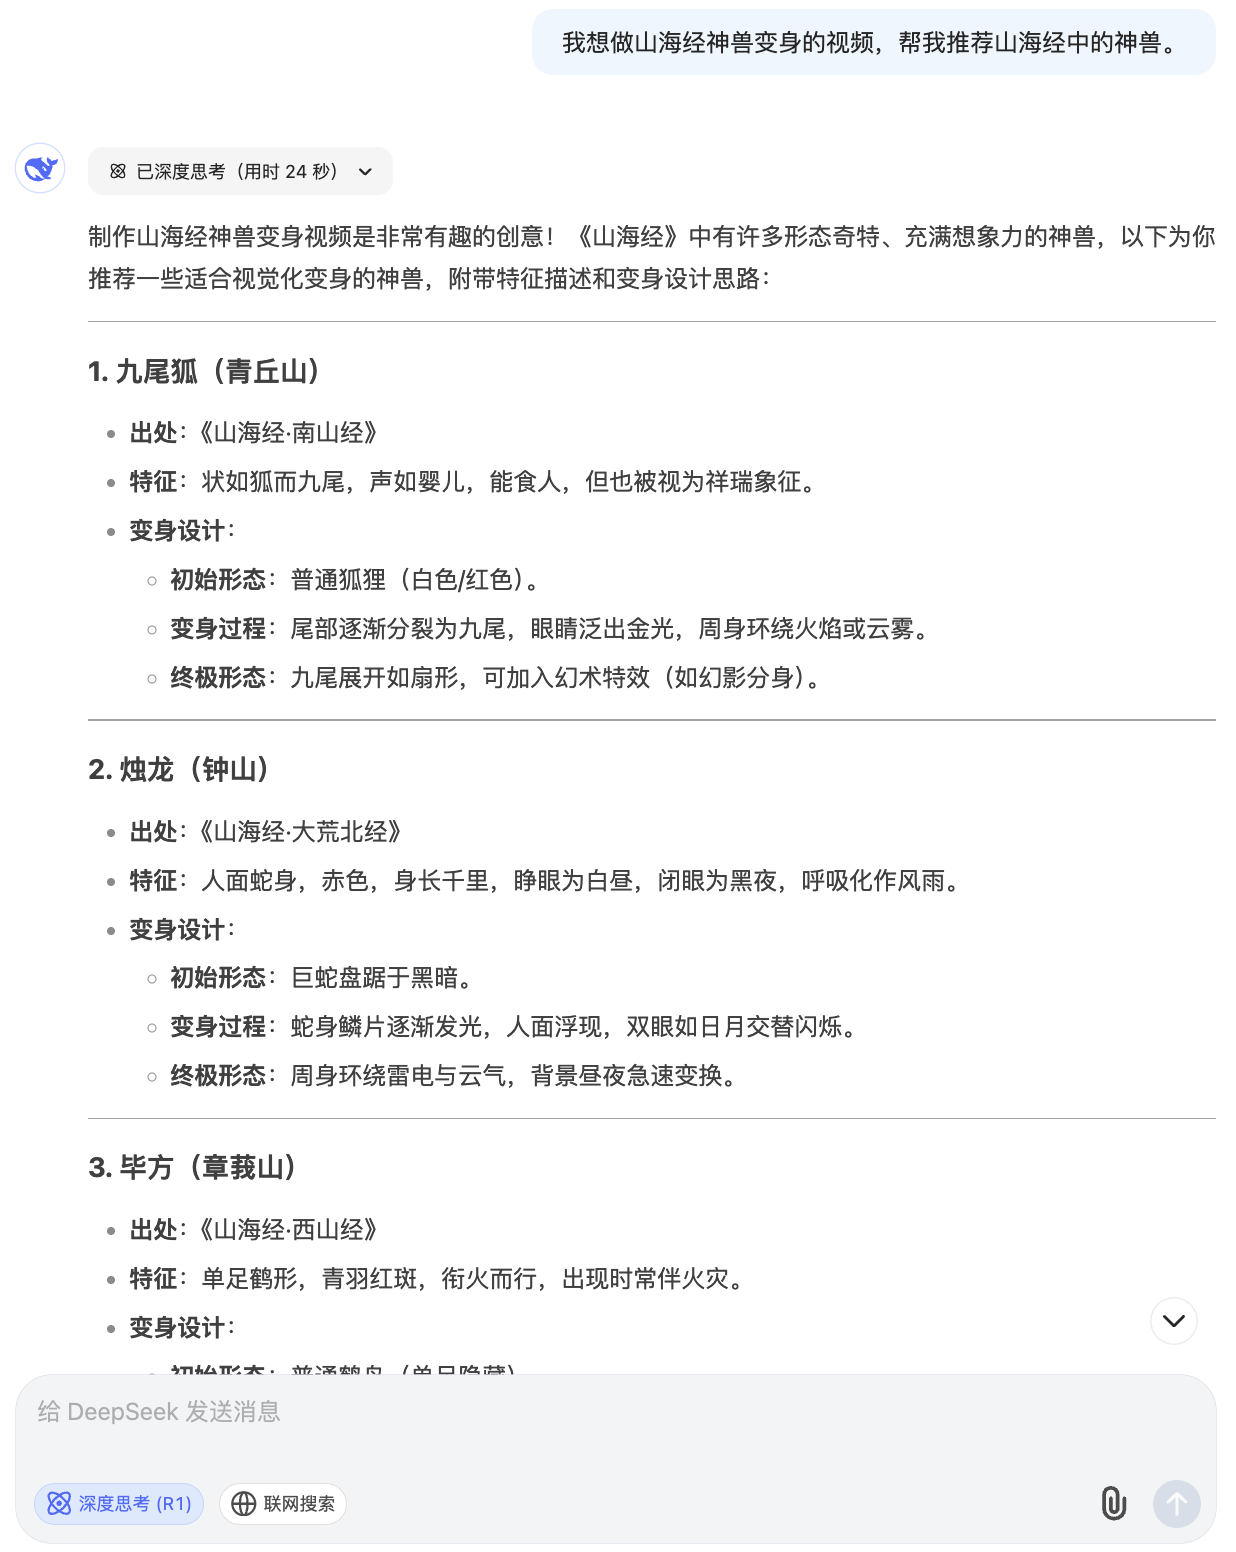 我想做山海经神兽变身的视频，帮我推荐山海经中的神兽。
已深度思考（用时 24 秒）
制作山海经神兽变身视频是非常有趣的创意！《山海经》中有许多形态奇特、充满想象力的神兽，以下为你
推荐一些适合视觉化变身的神兽，附带特征描述和变身设计思路：
1. 九尾狐（青丘山）
出处：《山海经·南山经》
特征：状如狐而九尾，声如婴儿，能食人，但也被视为祥瑞象征。
变身设计：
初始形态：普通狐狸（白色/红色）。
变身过程：尾部逐渐分裂为九尾，眼睛泛出金光，周身环绕火焰或云雾。
终极形态：九尾展开如扇形，可加入幻术特效（如幻影分身）。
2. 烛龙（钟山）
出处：《山海经·大荒北经》
特征：人面蛇身，赤色，身长千里，睁眼为白昼，闭眼为黑夜，呼吸化作风雨。
变身设计：
初始形态：巨蛇盘踞于黑暗。
变身过程：蛇身鳞片逐渐发光，人面浮现，双眼如日月交替闪烁。
终极形态：周身环绕雷电与云气，背景昼夜急速变换。
3. 毕方（章莪山）
出处：《山海经·西山经》
特征：单足鹤形，青羽红斑，衔火而行，出现时常伴火灾。
变身设计：
初始形态：普通鹤鸟（单足隐藏）
给 DeepSeek 发送消息
深度思考 (R1)
联网搜索